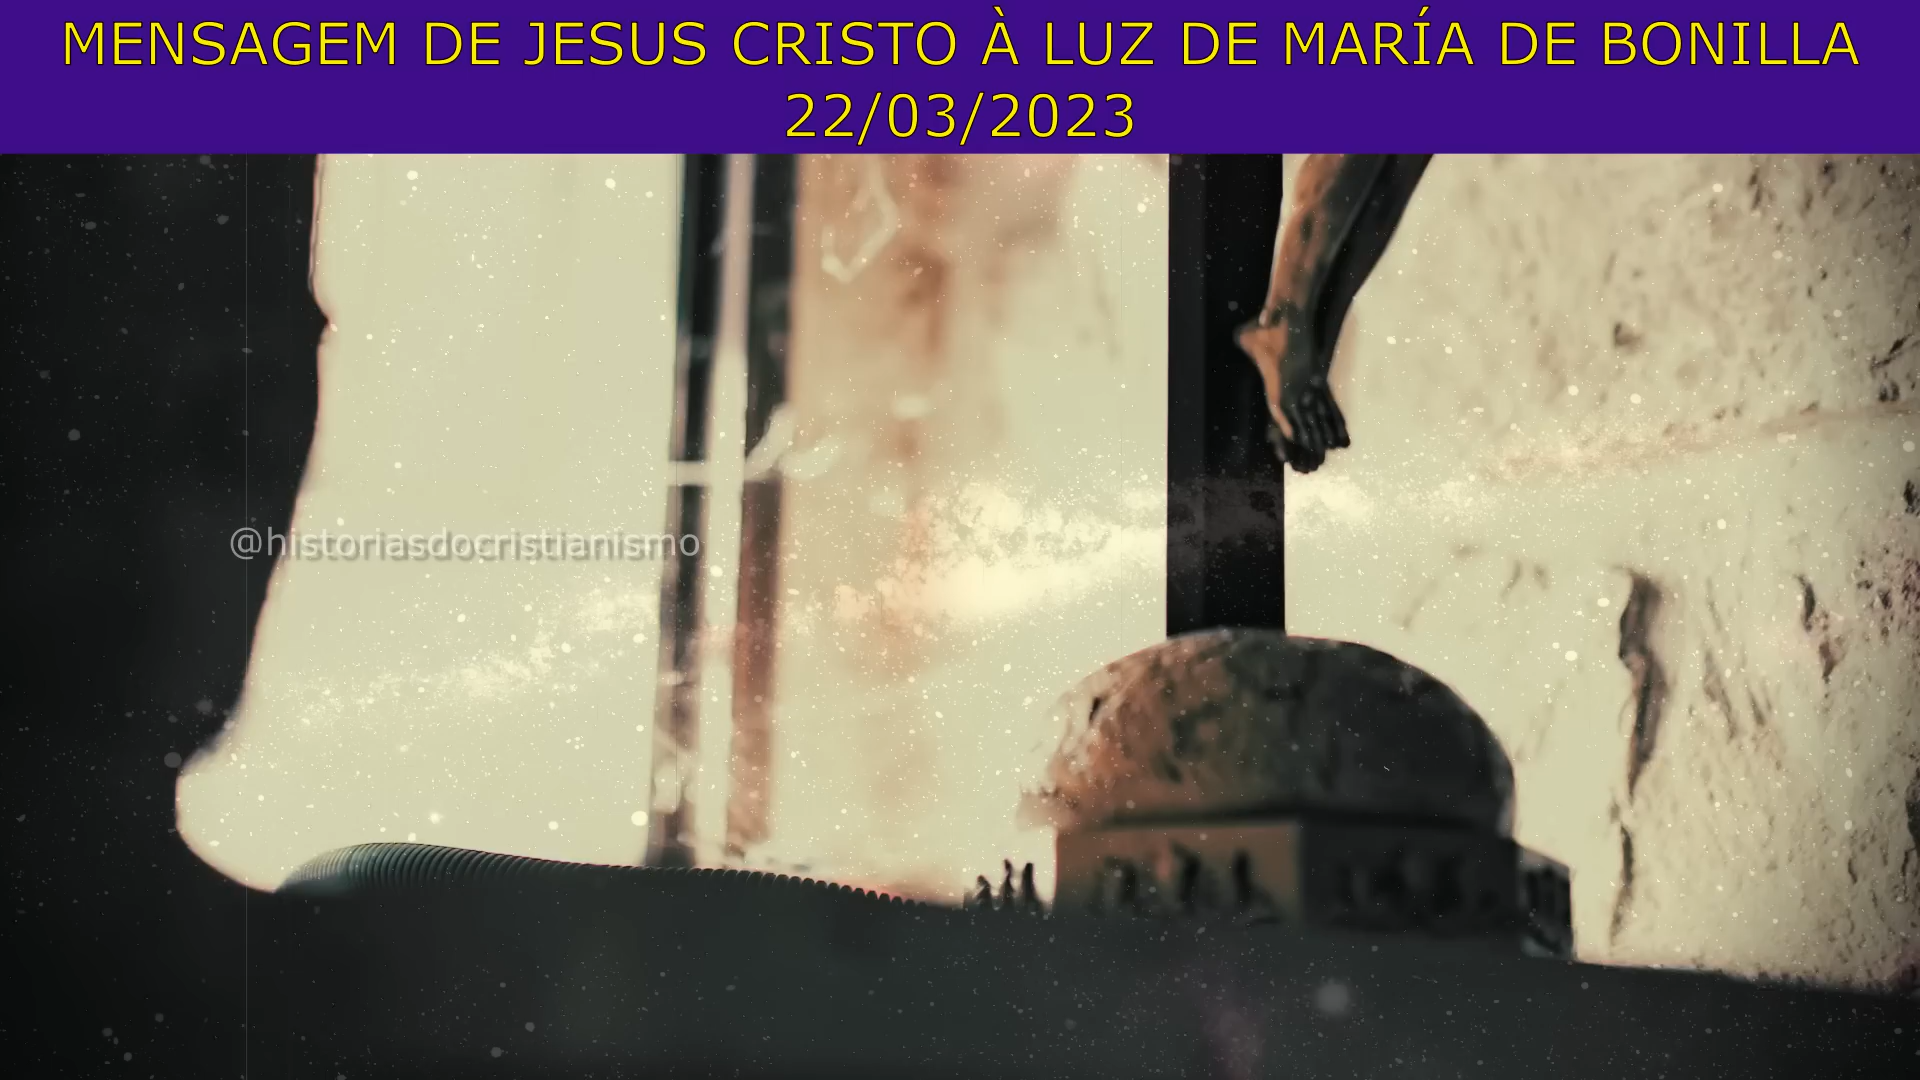 MENSAGEM DE JESUS CRISTO À LUZ DE MARÍA DE BONILLA
22/03/2023
@historiasdocristianismo